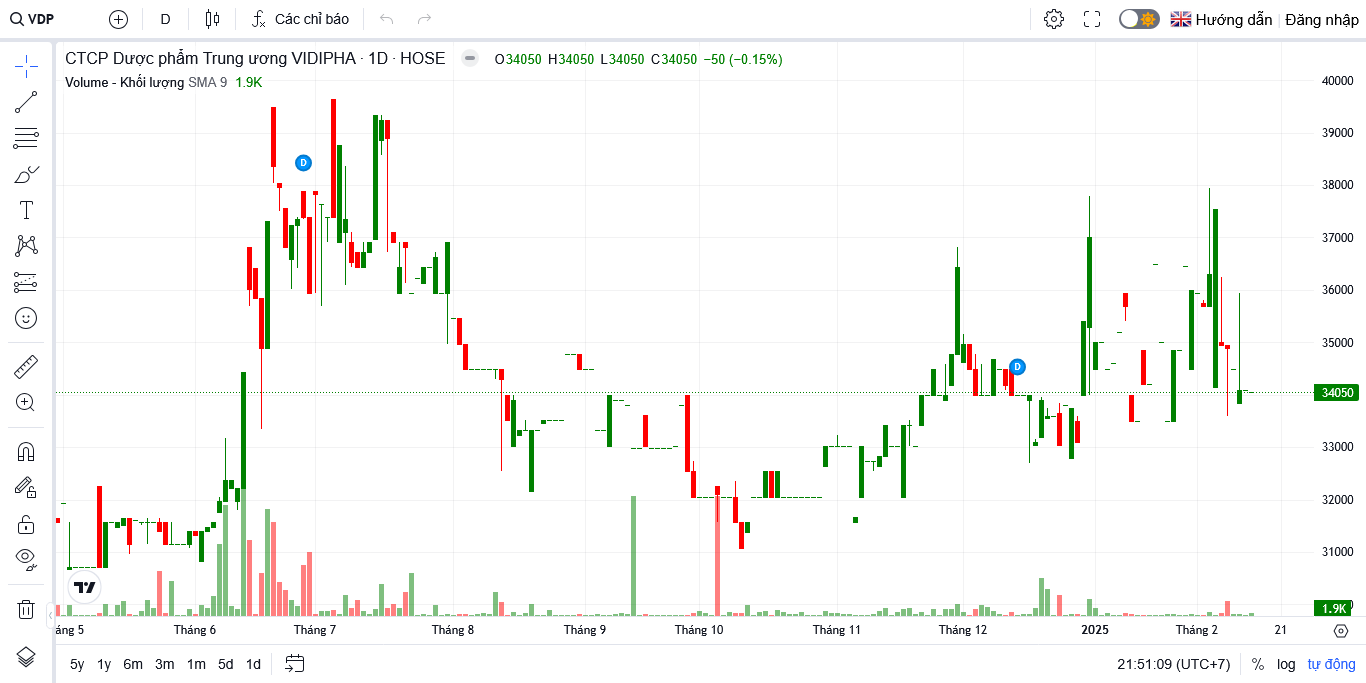 VDP D Các chỉ báo Hướng dẫn Đăng nhập
CTCP Dược phẩm Trung ương VIDIPHA · 1D · HOSE O34050 H34050 L34050 C34050 −50 (−0.15%)
Volume - Khối lượng SMA 9 1.9K
40000
39000
D
38000
37000
36000
35000
D
34050
33000
32000
31000
1.9K
áng 5 Tháng 6 Tháng 7 Tháng 8 Tháng 9 Tháng 10 Tháng 11 Tháng 12 2025 Tháng 2 21
5y 1y 6m 3m 1m 5d 1d 21:51:09 (UTC+7) % log tự động